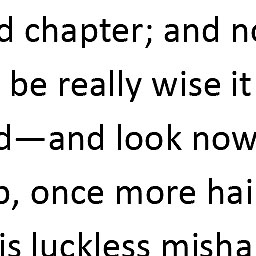 d chapter; and no
be really wise it
d—and look now
o, once more hai
is luckless misha